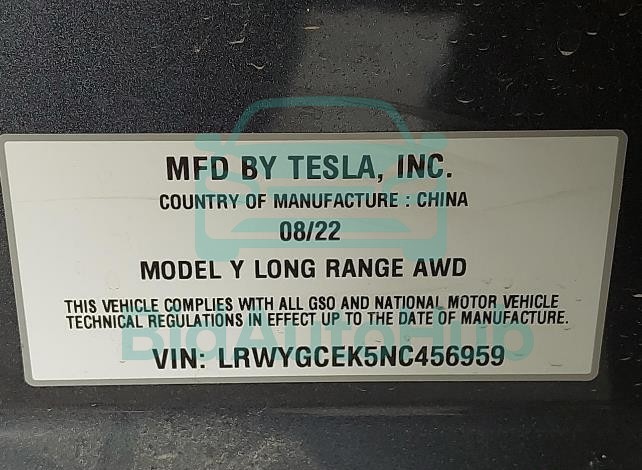 MFD BY TESLA, INC.
COUNTRY OF MANUFACTURE : CHINA
08/22
MODEL Y LONG RANGE AWD
THIS VEHICLE COMPLIES WITH ALL GSO AND NATIONAL MOTOR VEHICLE
TECHNICAL REGULATIONS IN EFFECT UP TO THE DATE OF MANUFACTURE.
BidAutoHub
VIN: LRWYGCEK5NC456959